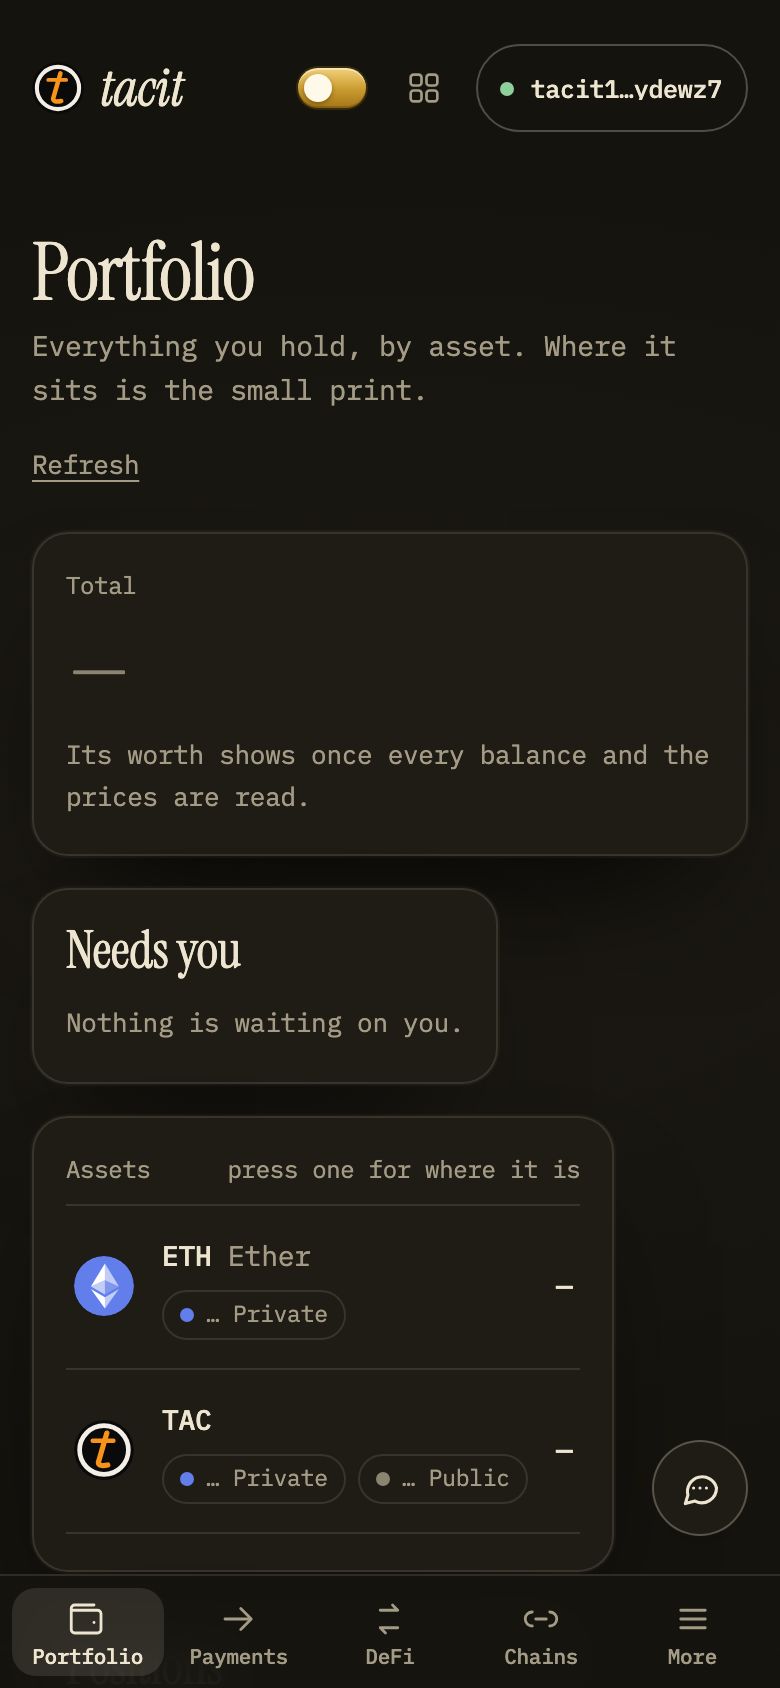 tacit
tacit1…ydewz7
Portfolio
Everything you hold, by asset. Where it
sits is the small print.
Refresh
Total
—
Its worth shows once every balance and the
prices are read.
Needs you
Nothing is waiting on you.
Assets press one for where it is
ETH Ether
… Private
—
TAC
… Private … Public
—
Positions
Portfolio Payments DeFi Chains More